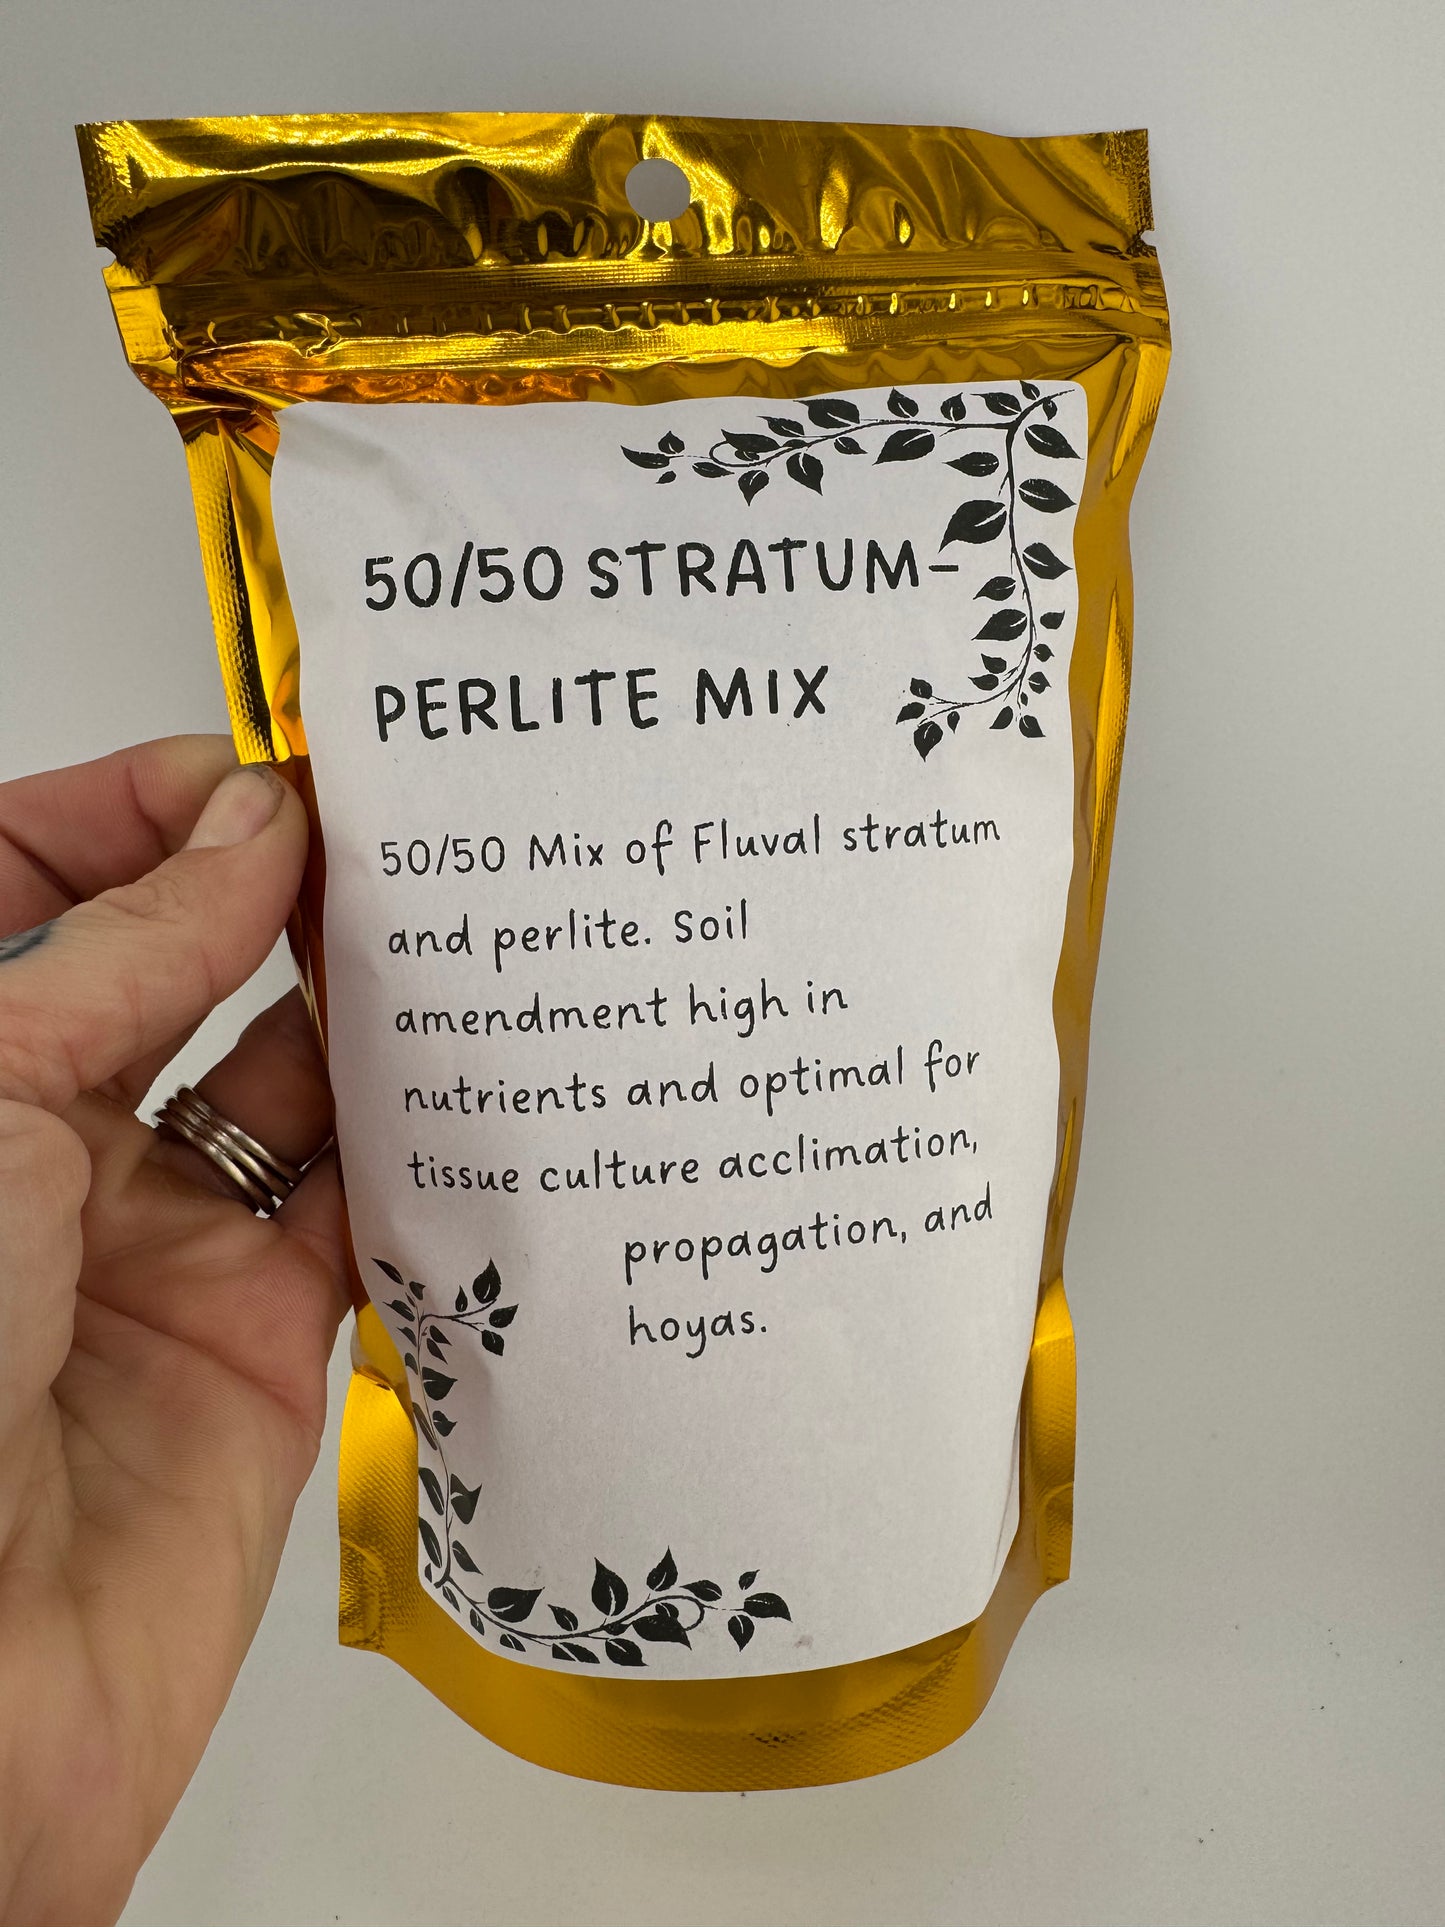 50/50 STRATUM-
PERLITE MIX
50/50 Mix of Fluval stratum
and perlite. Soil
amendment high in
nutrients and optimal for
tissue culture acclimation,
propagation, and
hoyas.